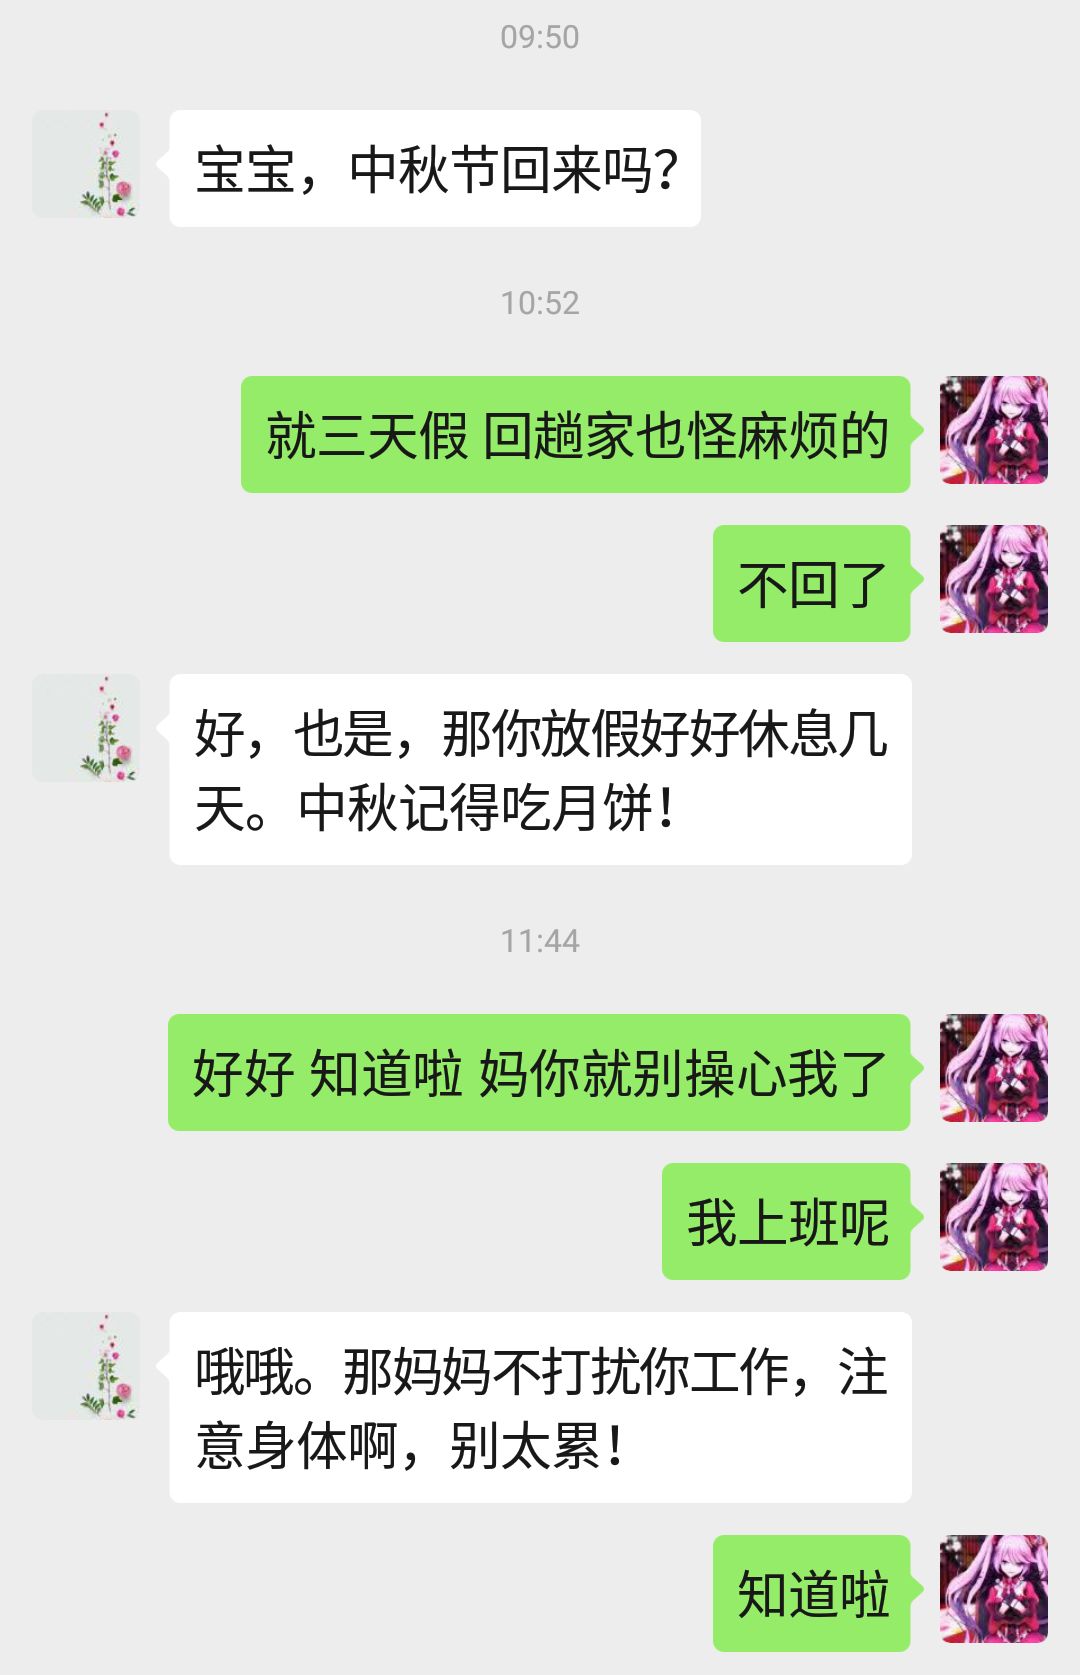 09:50
宝宝，中秋节回来吗？
10:52
就三天假 回趟家也怪麻烦的
不回了
好，也是，那你放假好好休息几
天。中秋记得吃月饼！
11:44
好好 知道啦 妈你就别操心我了
我上班呢
哦哦。那妈妈不打扰你工作，注
意身体啊，别太累！
知道啦